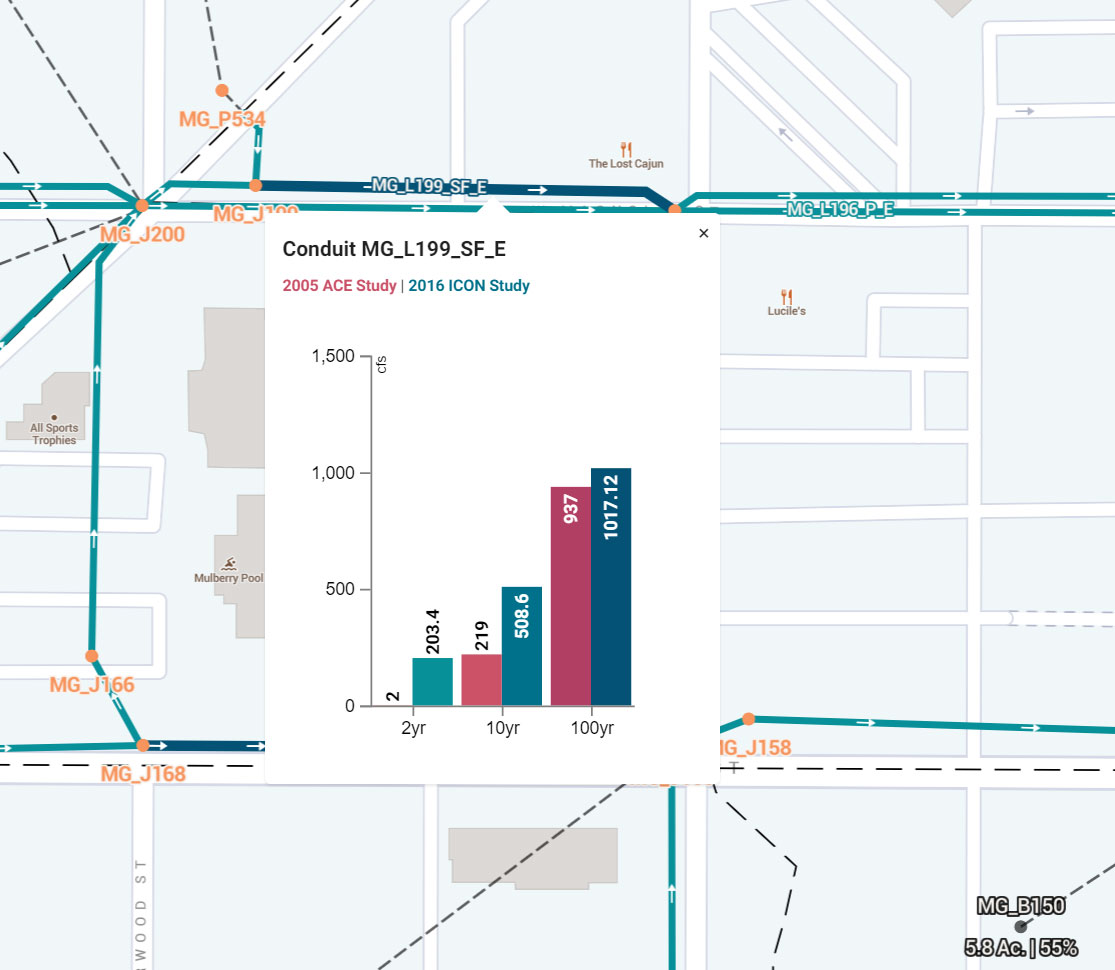 MG_P534
The Lost Cajun
MG_L199_SF_E
MG_L196_P_E
MG_J200
Conduit MG_L199_SF_E
×
2005 ACE Study | 2016 ICON Study
1,500
cfs
1,000
500
0
2
203.4
219
508.6
937
1017.12
2yr
10yr
100yr
Lucile's
All Sports
Trophies
Mulberry Pool
MG_J166
MG_J168
G_J158
WOOD ST
MG_B150
5.8 Ac. | 55%